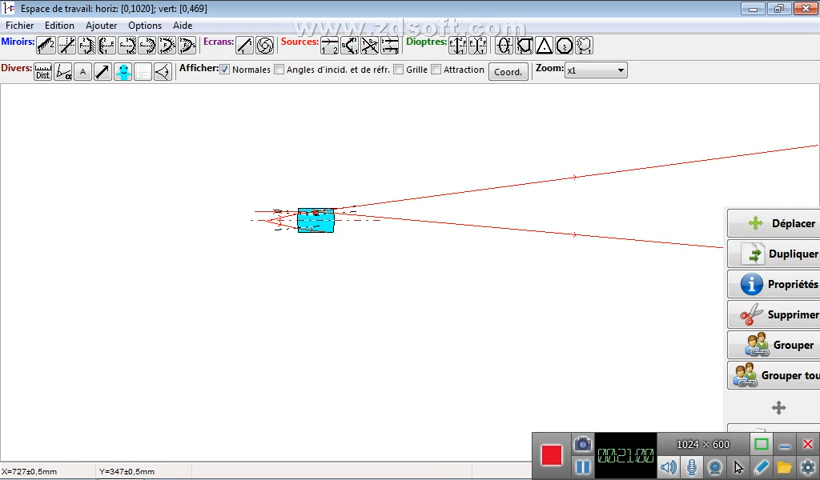 Espace de travail: horiz: [0,1020]; vert: [0,469]
www.zdsoft.com
Fichier Edition Ajouter Options Aide
Miroirs: Ecrans: Sources: Dioptres:
Divers: Dist. A Afficher: Normales Angles d'incid. et de réfr. Grille Attraction Coord. Zoom: x1
Déplacer
Dupliquer
Propriétés
Supprimer
Grouper
Grouper tou
1024 × 600
00:21:00
X=727±0,5mm Y=347±0,5mm